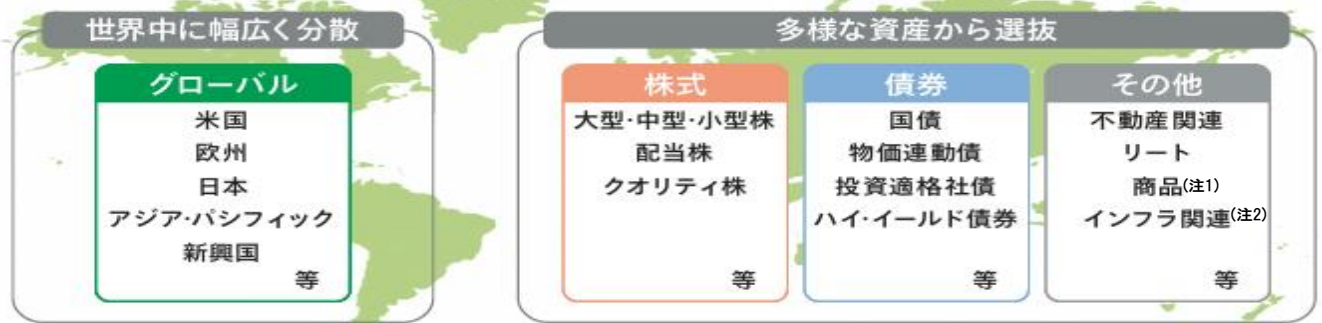 世界中に幅広く分散
グローバル
米国
欧州
日本
アジア・パシフィック
新興国
等
多様な資産から選抜
株式
大型・中型・小型株
配当株
クオリティ株
等
債券
国債
物価連動債
投資適格社債
ハイ・イールド債券
等
その他
不動産関連
リート
商品(注1)
インフラ関連(注2)
等